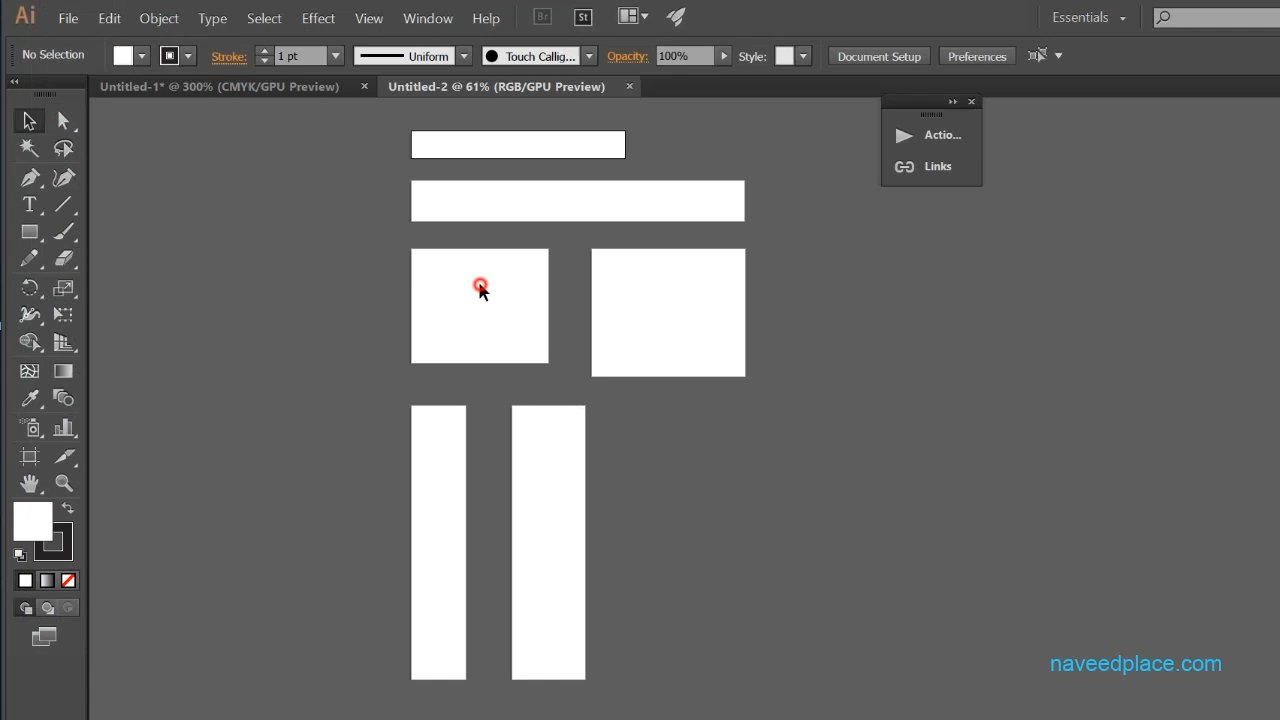 Ai File Edit Object Type Select Effect View Window Help Br St Essentials
No Selection Stroke: 1 pt Uniform Touch Callig... Opacity: 100% Style: Document Setup Preferences
Untitled-1* @ 300% (CMYK/GPU Preview) × Untitled-2 @ 61% (RGB/GPU Preview) ×
Actio...
Links
T
naveedplace.com